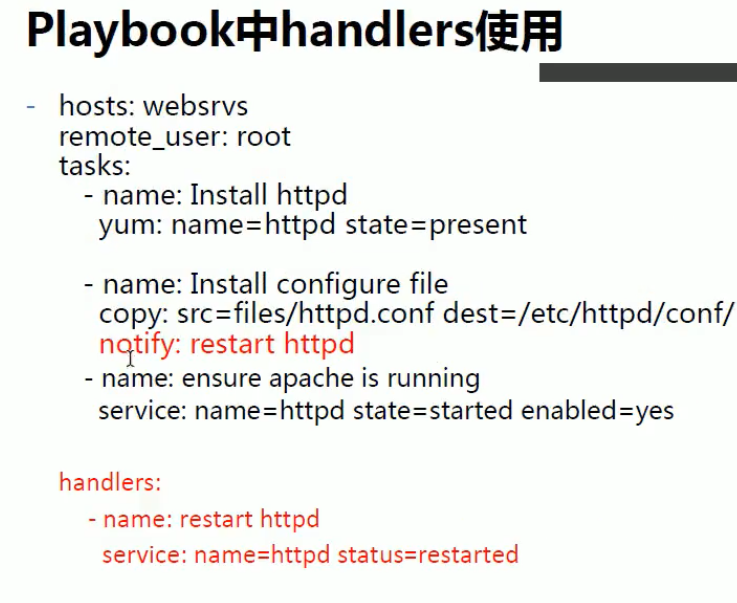 Playbook中handlers使用
- hosts: websrvs
remote_user: root
tasks:
- name: Install httpd
yum: name=httpd state=present
- name: Install configure file
copy: src=files/httpd.conf dest=/etc/httpd/conf/
notify: restart httpd
- name: ensure apache is running
service: name=httpd state=started enabled=yes
handlers:
- name: restart httpd
service: name=httpd status=restarted